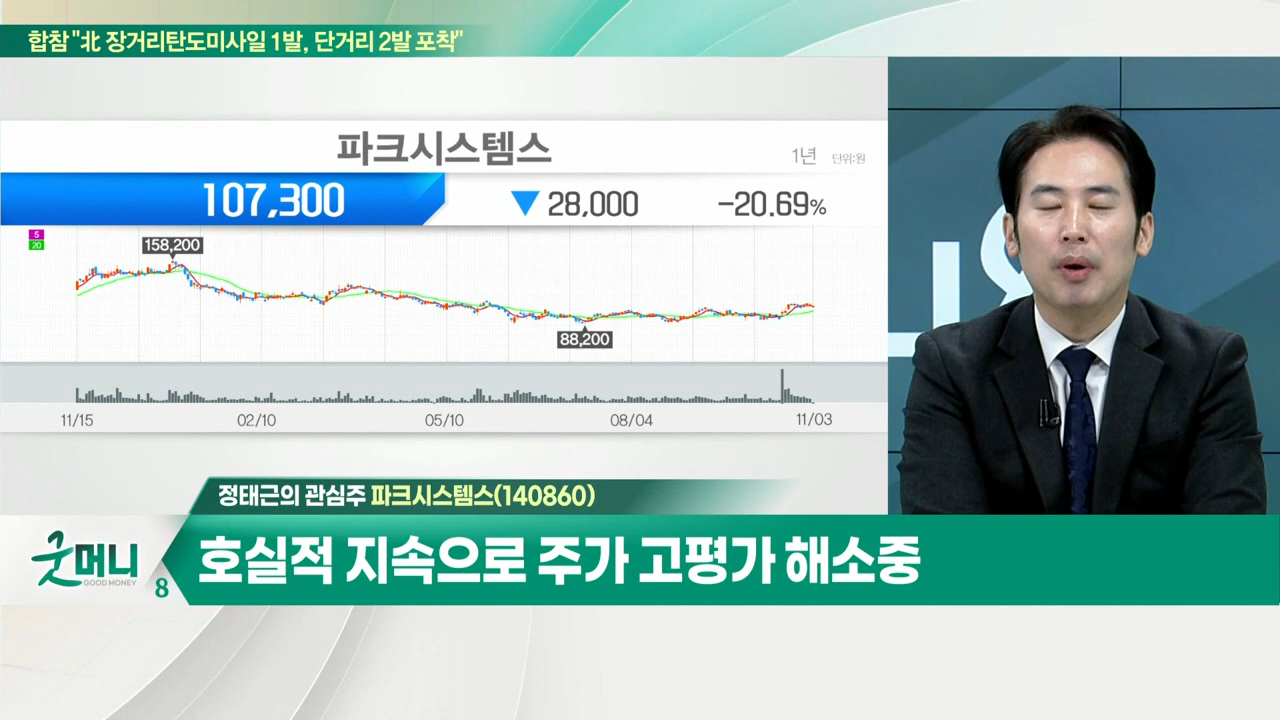 합참 "北 장거리탄도미사일 1발, 단거리 2발 포착"
파크시스템스
1년 단위:원
107,300 ▼ 28,000 -20.69%
5
20
158,200
88,200
11/15 02/10 05/10 08/04 11/03
정태근의 관심주 파크시스템스(140860)
굿머니
GOOD MONEY
8
호실적 지속으로 주가 고평가 해소중